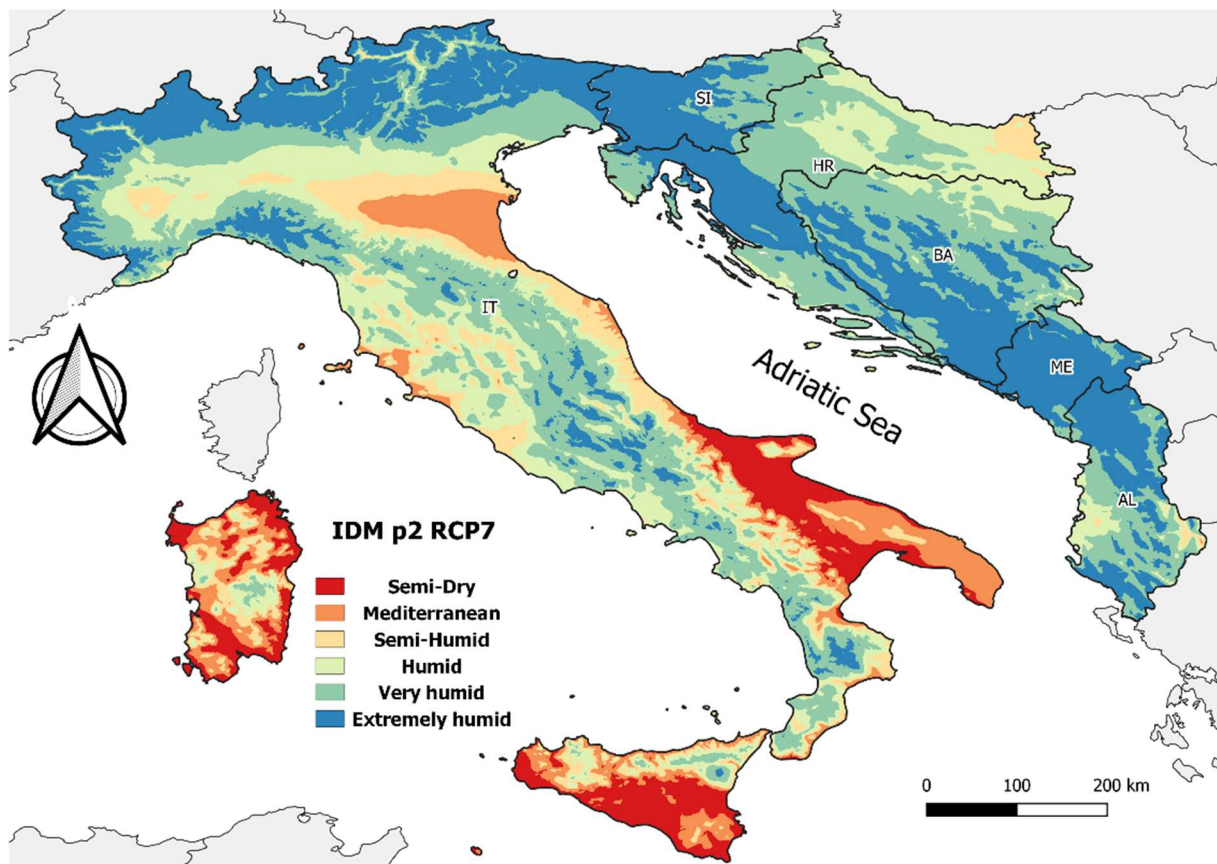 SI
HR
BA
IT
ME
Adriatic Sea
AL
IDM p2 RCP7
Semi-Dry
Mediterranean
Semi-Humid
Humid
Very humid
Extremely humid
0 100 200 km